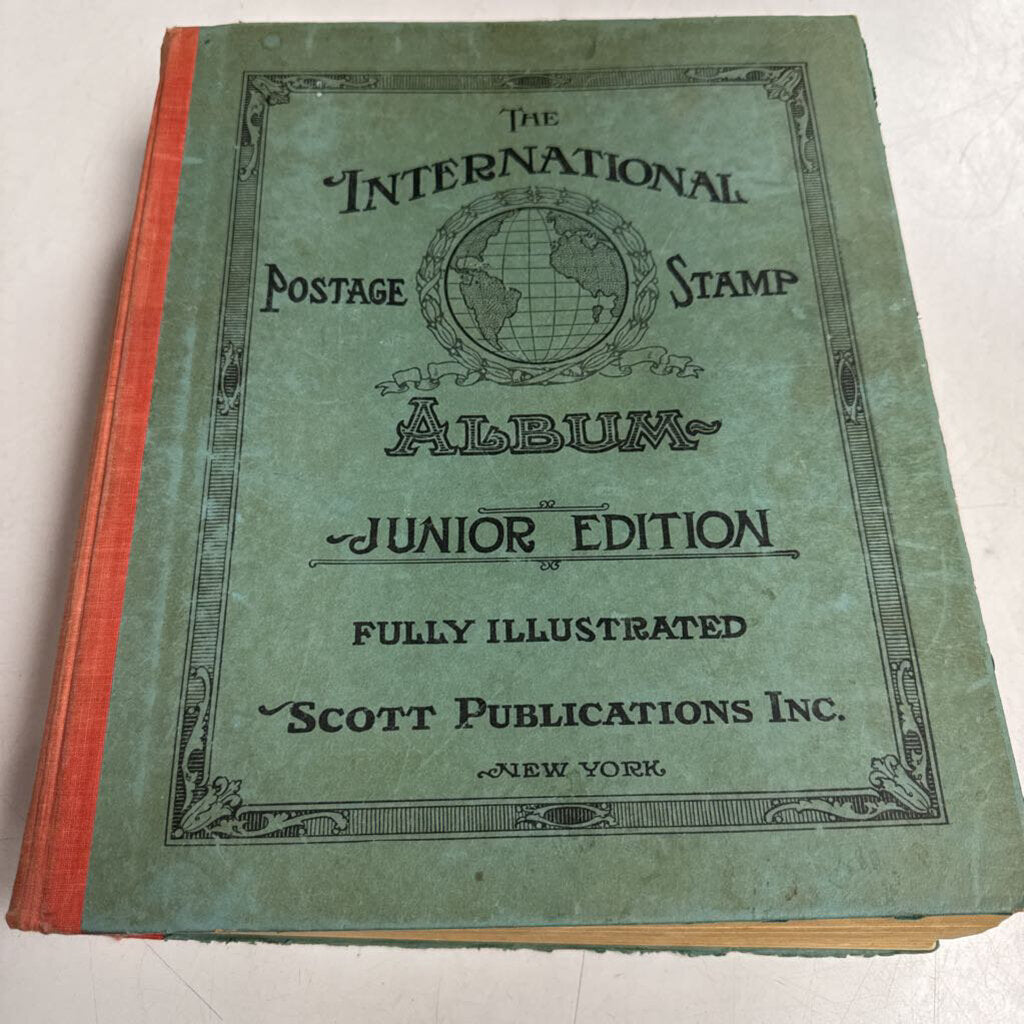 THE
INTERNATIONAL
POSTAGE STAMP
ALBUM
JUNIOR EDITION
FULLY ILLUSTRATED
SCOTT PUBLICATIONS INC.
NEW YORK